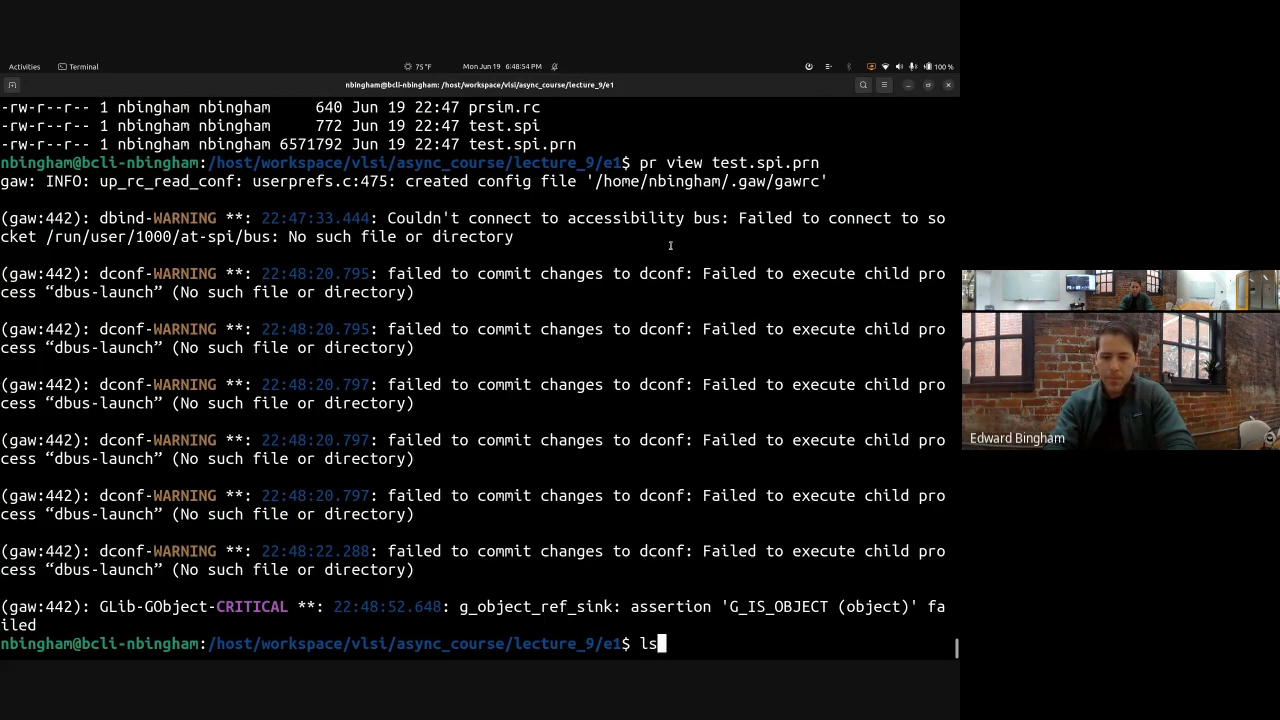 Activities Terminal 75 °F Mon Jun 19 6:48:54 PM 100 %
nbingham@bcli-nbingham: /host/workspace/vlsi/async_course/lecture_9/e1
-rw-r--r-- 1 nbingham nbingham 640 Jun 19 22:47 prsim.rc
-rw-r--r-- 1 nbingham nbingham 772 Jun 19 22:47 test.spi
-rw-r--r-- 1 nbingham nbingham 6571792 Jun 19 22:47 test.spi.prn
nbingham@bcli-nbingham:/host/workspace/vlsi/async_course/lecture_9/e1$ pr view test.spi.prn
gaw: INFO: up_rc_read_conf: userprefs.c:475: created config file '/home/nbingham/.gaw/gawrc'
(gaw:442): dbind-WARNING **: 22:47:33.444: Couldn't connect to accessibility bus: Failed to connect to so
cket /run/user/1000/at-spi/bus: No such file or directory
(gaw:442): dconf-WARNING **: 22:48:20.795: failed to commit changes to dconf: Failed to execute child pro
cess “dbus-launch” (No such file or directory)
(gaw:442): dconf-WARNING **: 22:48:20.795: failed to commit changes to dconf: Failed to execute child pro
cess “dbus-launch” (No such file or directory)
(gaw:442): dconf-WARNING **: 22:48:20.797: failed to commit changes to dconf: Failed to execute child pro
cess “dbus-launch” (No such file or directory)
(gaw:442): dconf-WARNING **: 22:48:20.797: failed to commit changes to dconf: Failed to execute child pro
cess “dbus-launch” (No such file or directory)
(gaw:442): dconf-WARNING **: 22:48:20.797: failed to commit changes to dconf: Failed to execute child pro
cess “dbus-launch” (No such file or directory)
(gaw:442): dconf-WARNING **: 22:48:22.288: failed to commit changes to dconf: Failed to execute child pro
cess “dbus-launch” (No such file or directory)
(gaw:442): GLib-GObject-CRITICAL **: 22:48:52.648: g_object_ref_sink: assertion 'G_IS_OBJECT (object)' fa
iled
nbingham@bcli-nbingham:/host/workspace/vlsi/async_course/lecture_9/e1$ ls
Edward Bingham